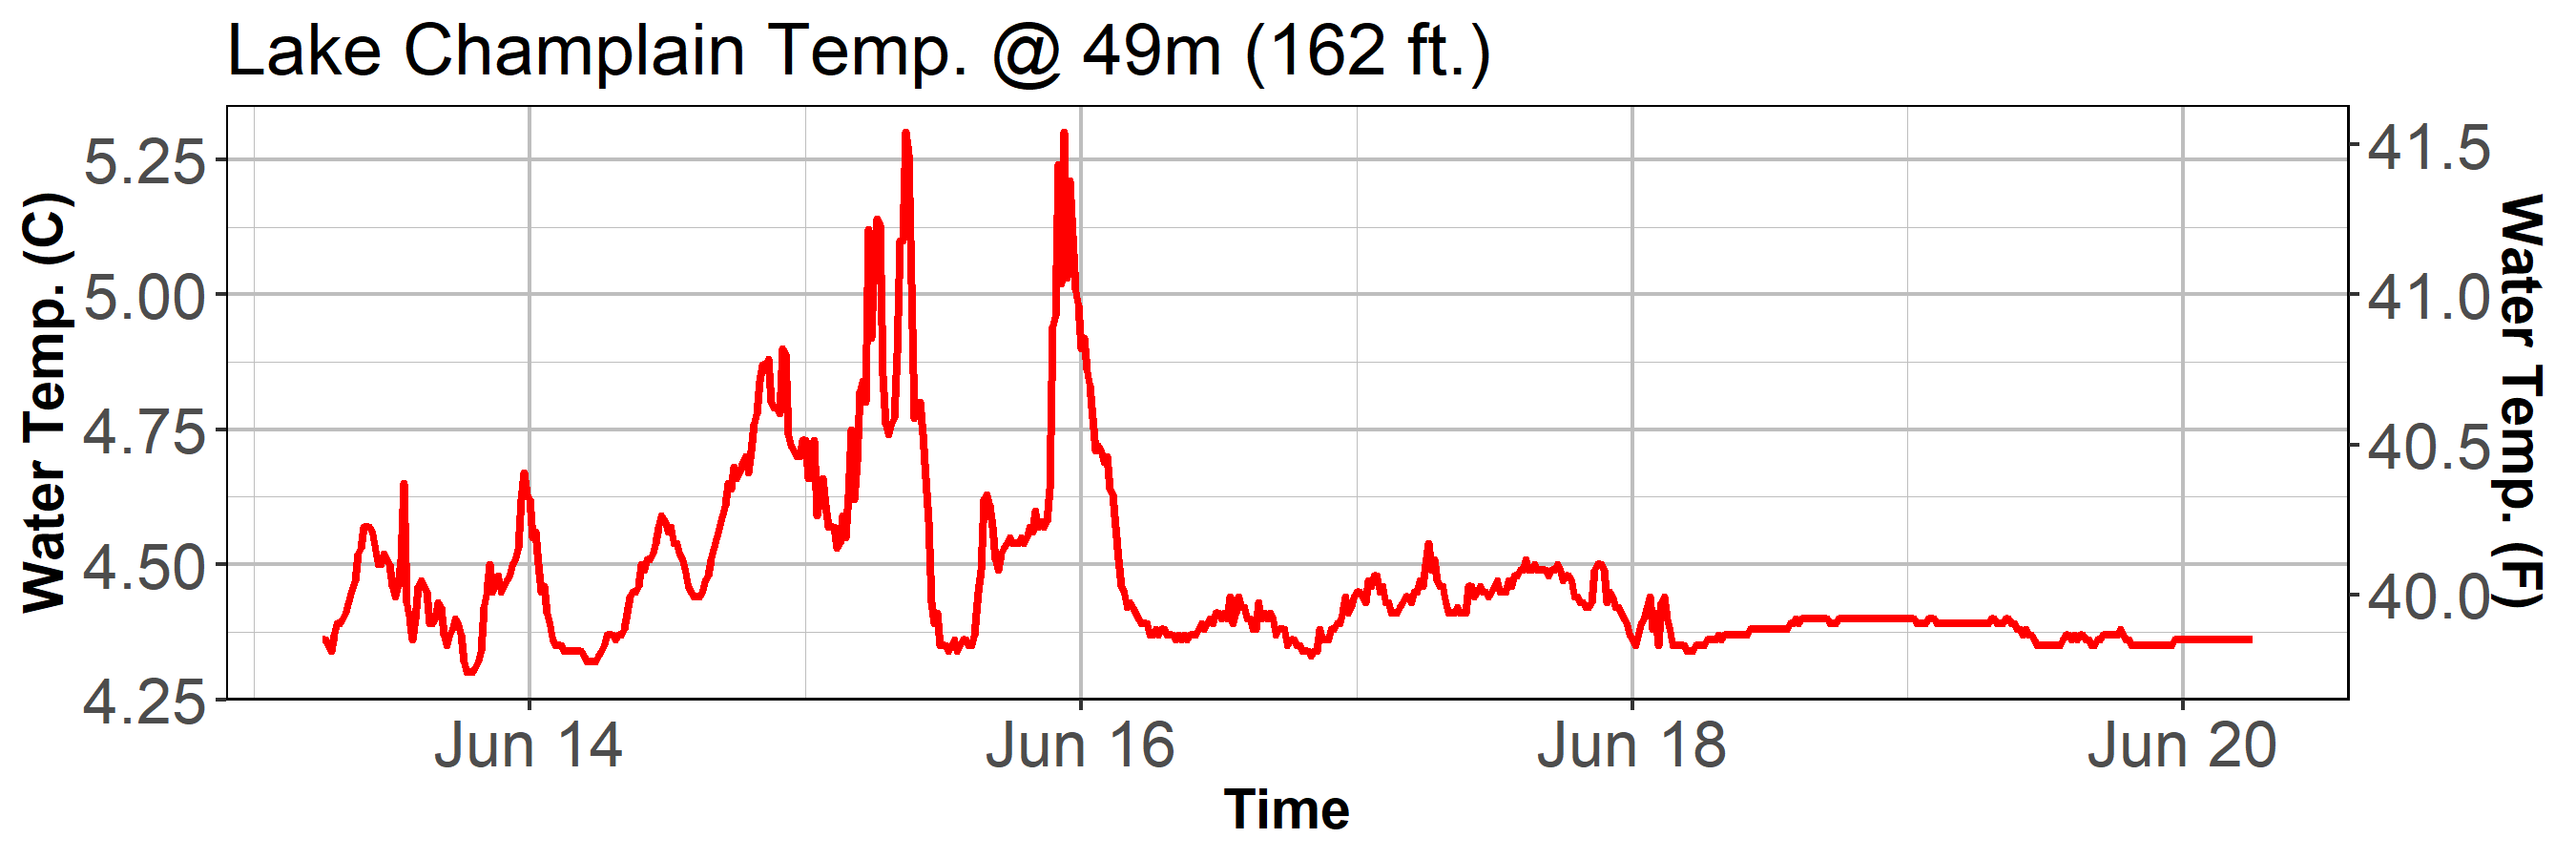 Lake Champlain Temp. @ 49m (162 ft.)
Water Temp. (C)
5.25
5.00
4.75
4.50
4.25
41.5
41.0
40.5
40.0
Water Temp. (F)
Jun 14
Jun 16
Jun 18
Jun 20
Time